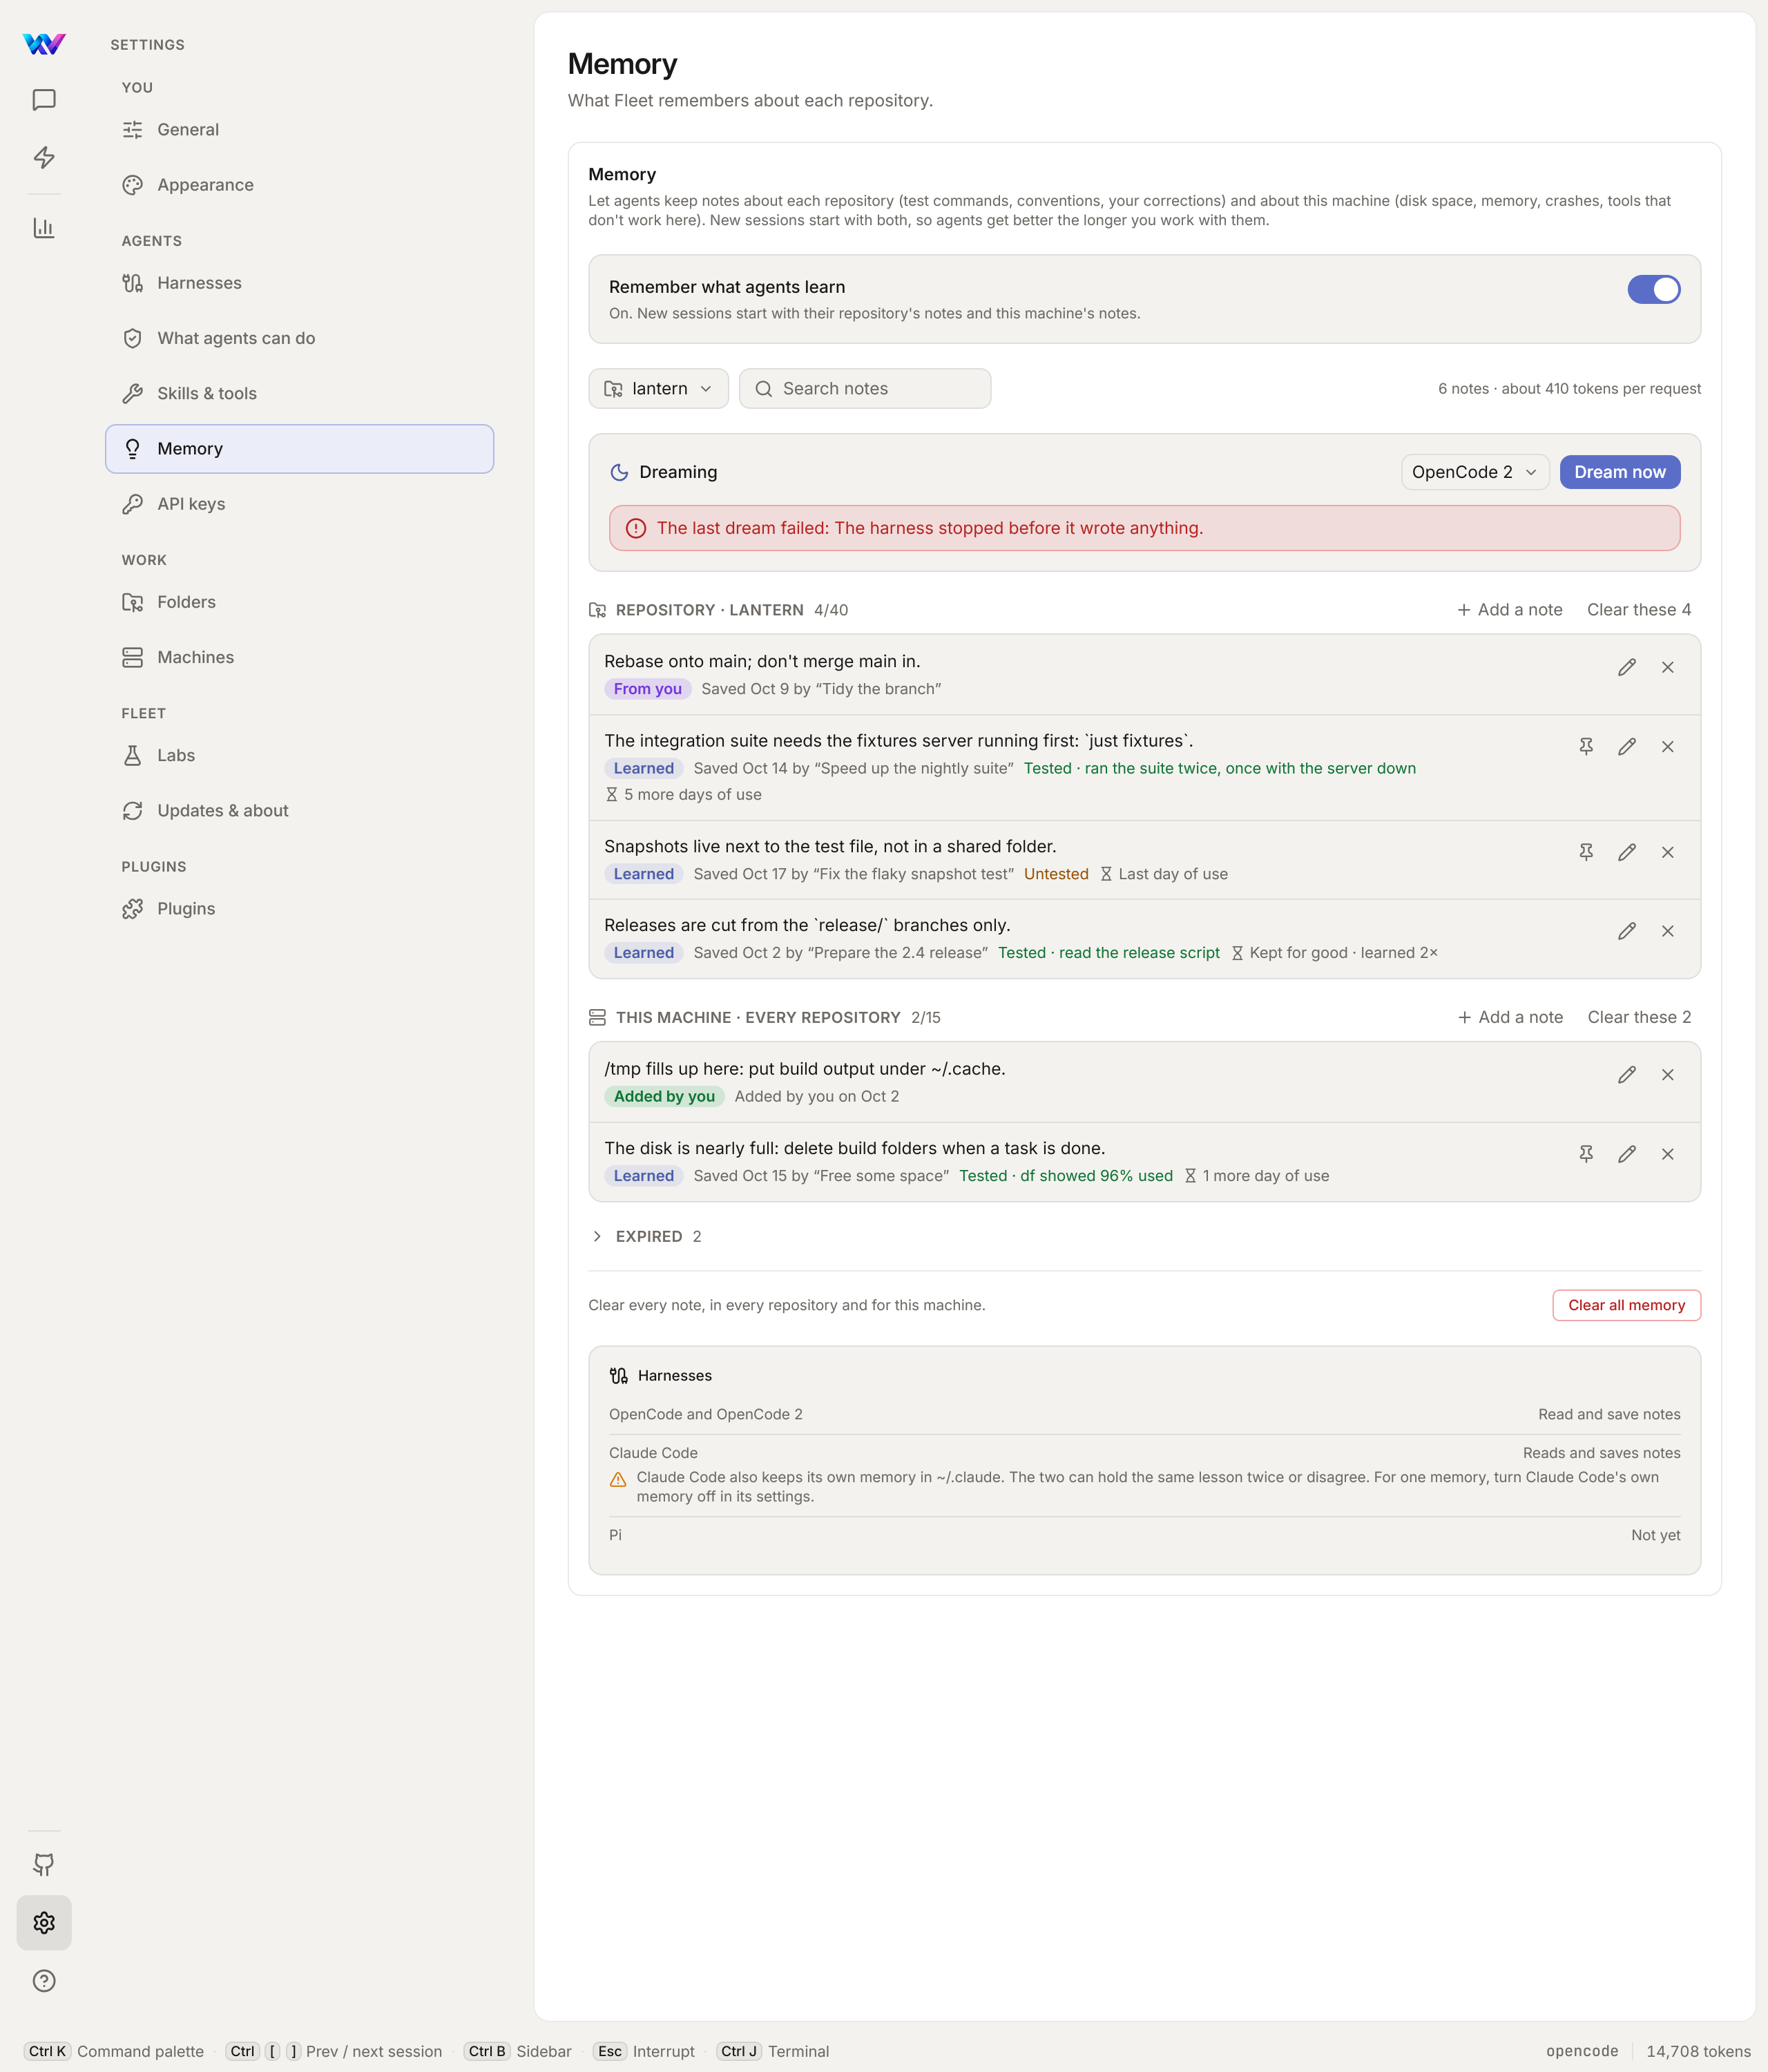 SETTINGS
YOU
General
Appearance
AGENTS
Harnesses
What agents can do
Skills & tools
Memory
API keys
WORK
Folders
Machines
FLEET
Labs
Updates & about
PLUGINS
Plugins
Memory
What Fleet remembers about each repository.
Memory
Let agents keep notes about each repository (test commands, conventions, your corrections) and about this machine (disk space, memory, crashes, tools that
don't work here). New sessions start with both, so agents get better the longer you work with them.
Remember what agents learn
On. New sessions start with their repository's notes and this machine's notes.
lantern
Search notes
6 notes · about 410 tokens per request
Dreaming
OpenCode 2
Dream now
The last dream failed: The harness stopped before it wrote anything.
REPOSITORY · LANTERN 4/40
+ Add a note
Clear these 4
Rebase onto main; don't merge main in.
From you Saved Oct 9 by “Tidy the branch”
The integration suite needs the fixtures server running first: `just fixtures`.
Learned Saved Oct 14 by “Speed up the nightly suite” Tested · ran the suite twice, once with the server down
5 more days of use
Snapshots live next to the test file, not in a shared folder.
Learned Saved Oct 17 by “Fix the flaky snapshot test” Untested Last day of use
Releases are cut from the `release/` branches only.
Learned Saved Oct 2 by “Prepare the 2.4 release” Tested · read the release script Kept for good · learned 2×
THIS MACHINE · EVERY REPOSITORY 2/15
+ Add a note
Clear these 2
/tmp fills up here: put build output under ~/.cache.
Added by you Added by you on Oct 2
The disk is nearly full: delete build folders when a task is done.
Learned Saved Oct 15 by “Free some space” Tested · df showed 96% used 1 more day of use
EXPIRED 2
Clear every note, in every repository and for this machine.
Clear all memory
Harnesses
OpenCode and OpenCode 2
Read and save notes
Claude Code
Reads and saves notes
Claude Code also keeps its own memory in ~/.claude. The two can hold the same lesson twice or disagree. For one memory, turn Claude Code's own
memory off in its settings.
Pi
Not yet
Ctrl K Command palette · Ctrl [ ] Prev / next session · Ctrl B Sidebar · Esc Interrupt · Ctrl J Terminal
opencode
14,708 tokens